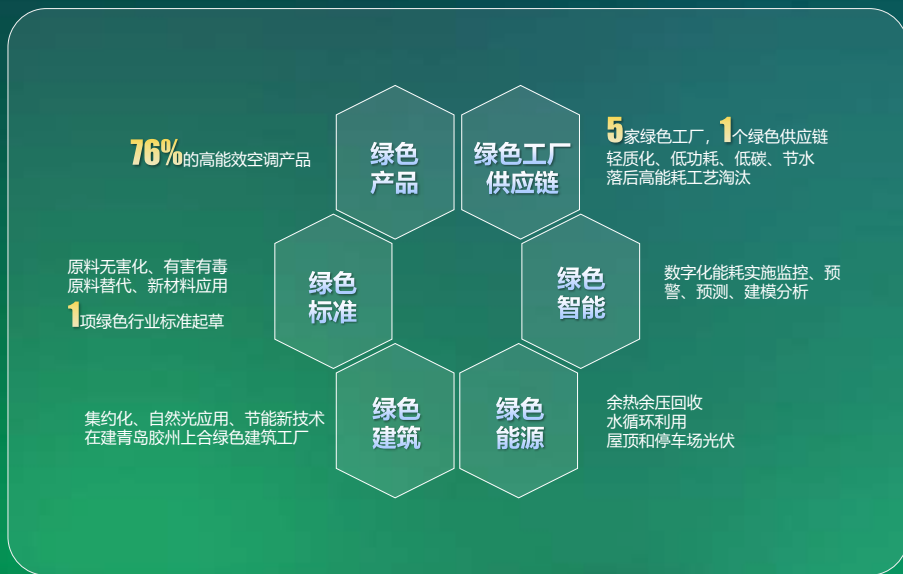 76%的高能效空调产品
绿色
产品
绿色工厂
供应链
5家绿色工厂，1个绿色供应链
轻质化、低功耗、低碳、节水
落后高能耗工艺淘汰
原料无害化、有害有毒
原料替代、新材料应用
1项绿色行业标准起草
绿色
标准
绿色
智能
数字化能耗实施监控、预
警、预测、建模分析
集约化、自然光应用、节能新技术
在建青岛胶州上合绿色建筑工厂
绿色
建筑
绿色
能源
余热余压回收
水循环利用
屋顶和停车场光伏